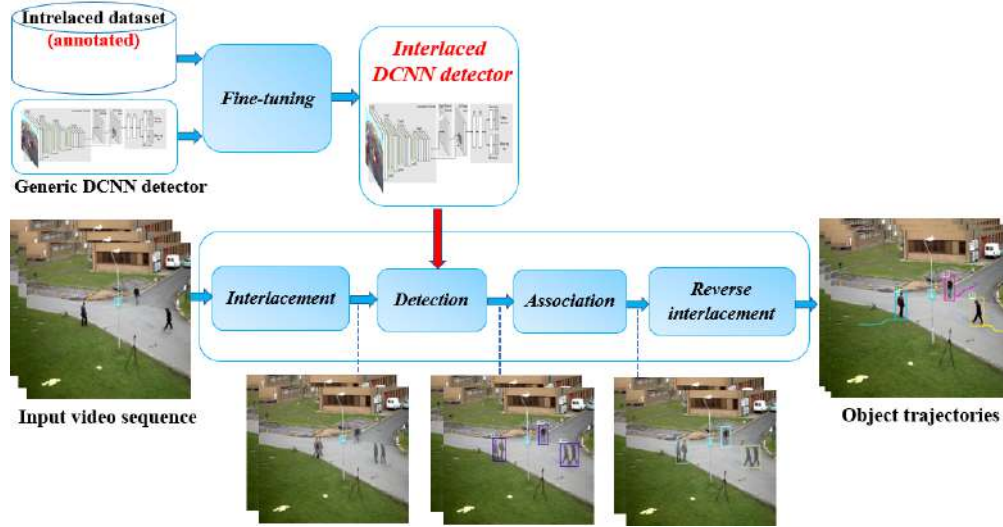 Intrelaced dataset
(annotated)
Fine-tuning
Interlaced
DCNN detector
Generic DCNN detector
Interlacement
Detection
Association
Reverse
interlacement
Input video sequence
Object trajectories